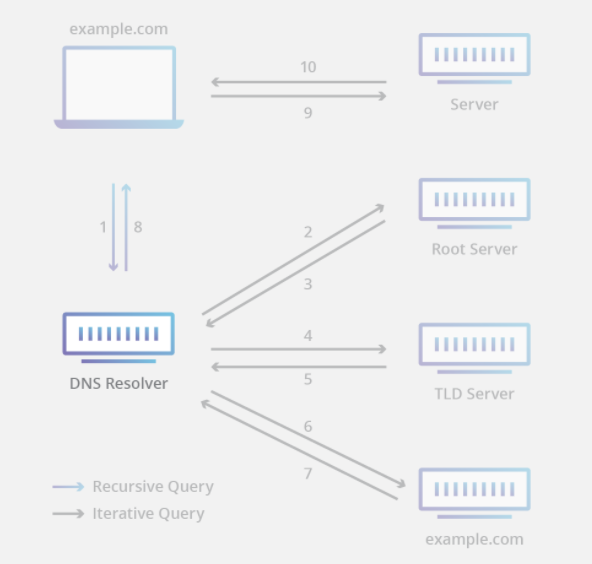 example.com
10
9
Server
1
8
2
3
Root Server
DNS Resolver
4
5
TLD Server
6
7
Recursive Query
Iterative Query
example.com